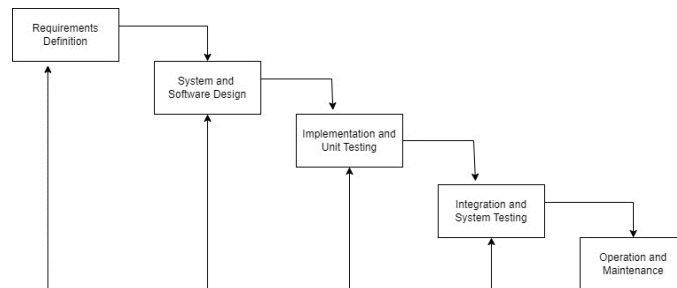 Requirements
Definition
System and
Software Design
Implementation and
Unit Testing
Integration and
System Testing
Operation and
Maintenance